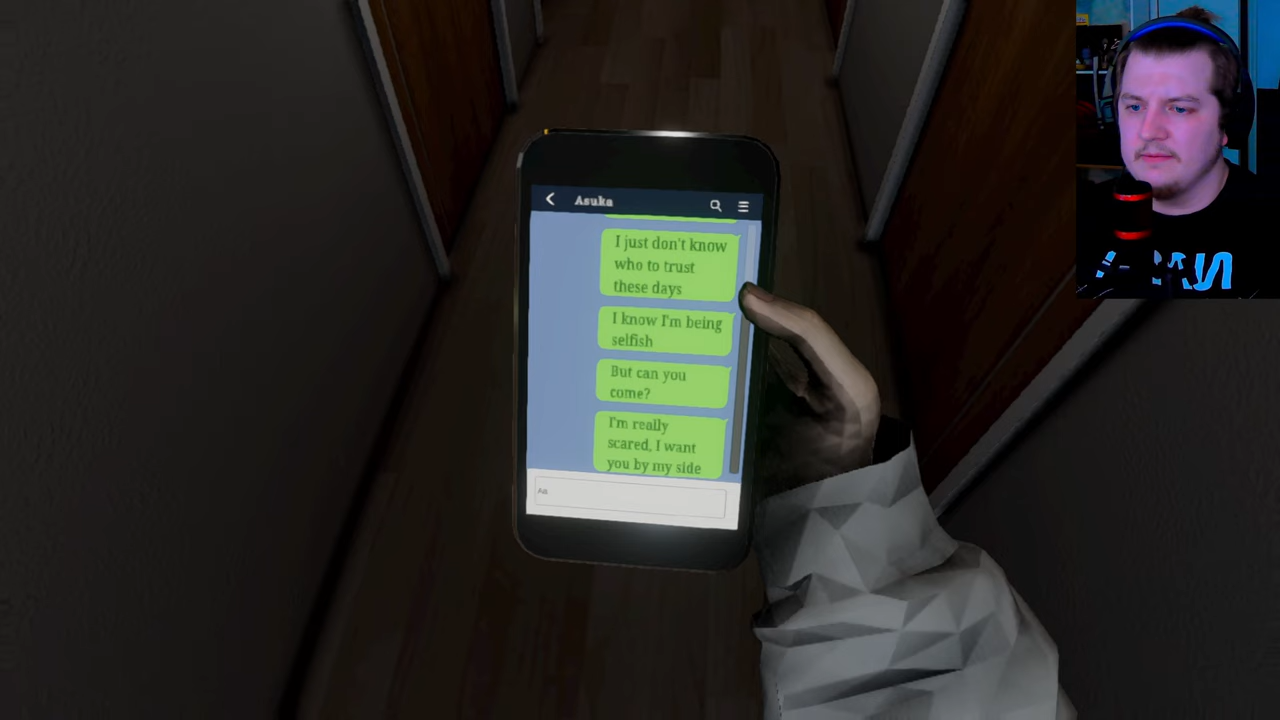 Asuka
I just don't know
who to trust
these days
I know I'm being
selfish
But can you
come?
I'm really
scared, I want
you by my side
Aa